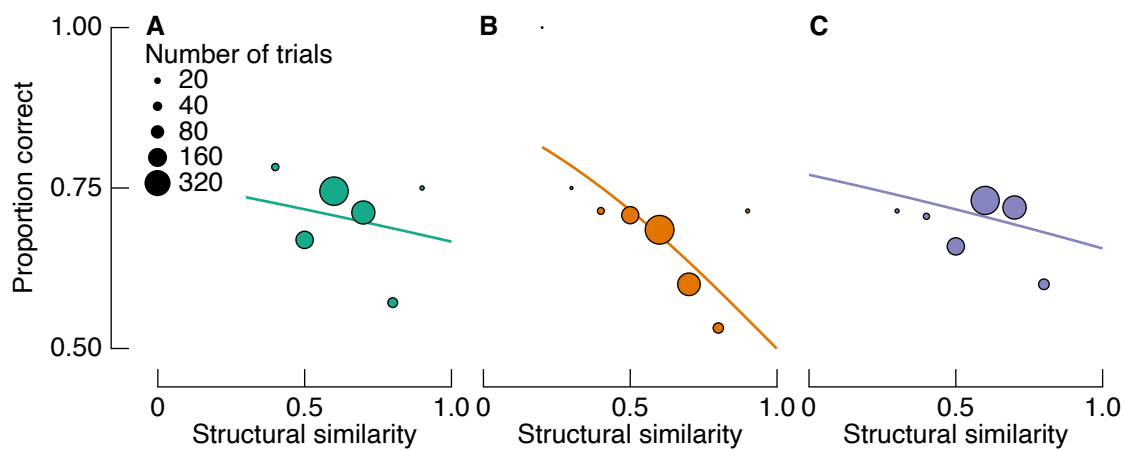 A
B
C
1.00
Number of trials
20
40
80
160
320
0.75
0.50
Proportion correct
0
0.5
1.0
0
0.5
1.0
0
0.5
1.0
Structural similarity
Structural similarity
Structural similarity